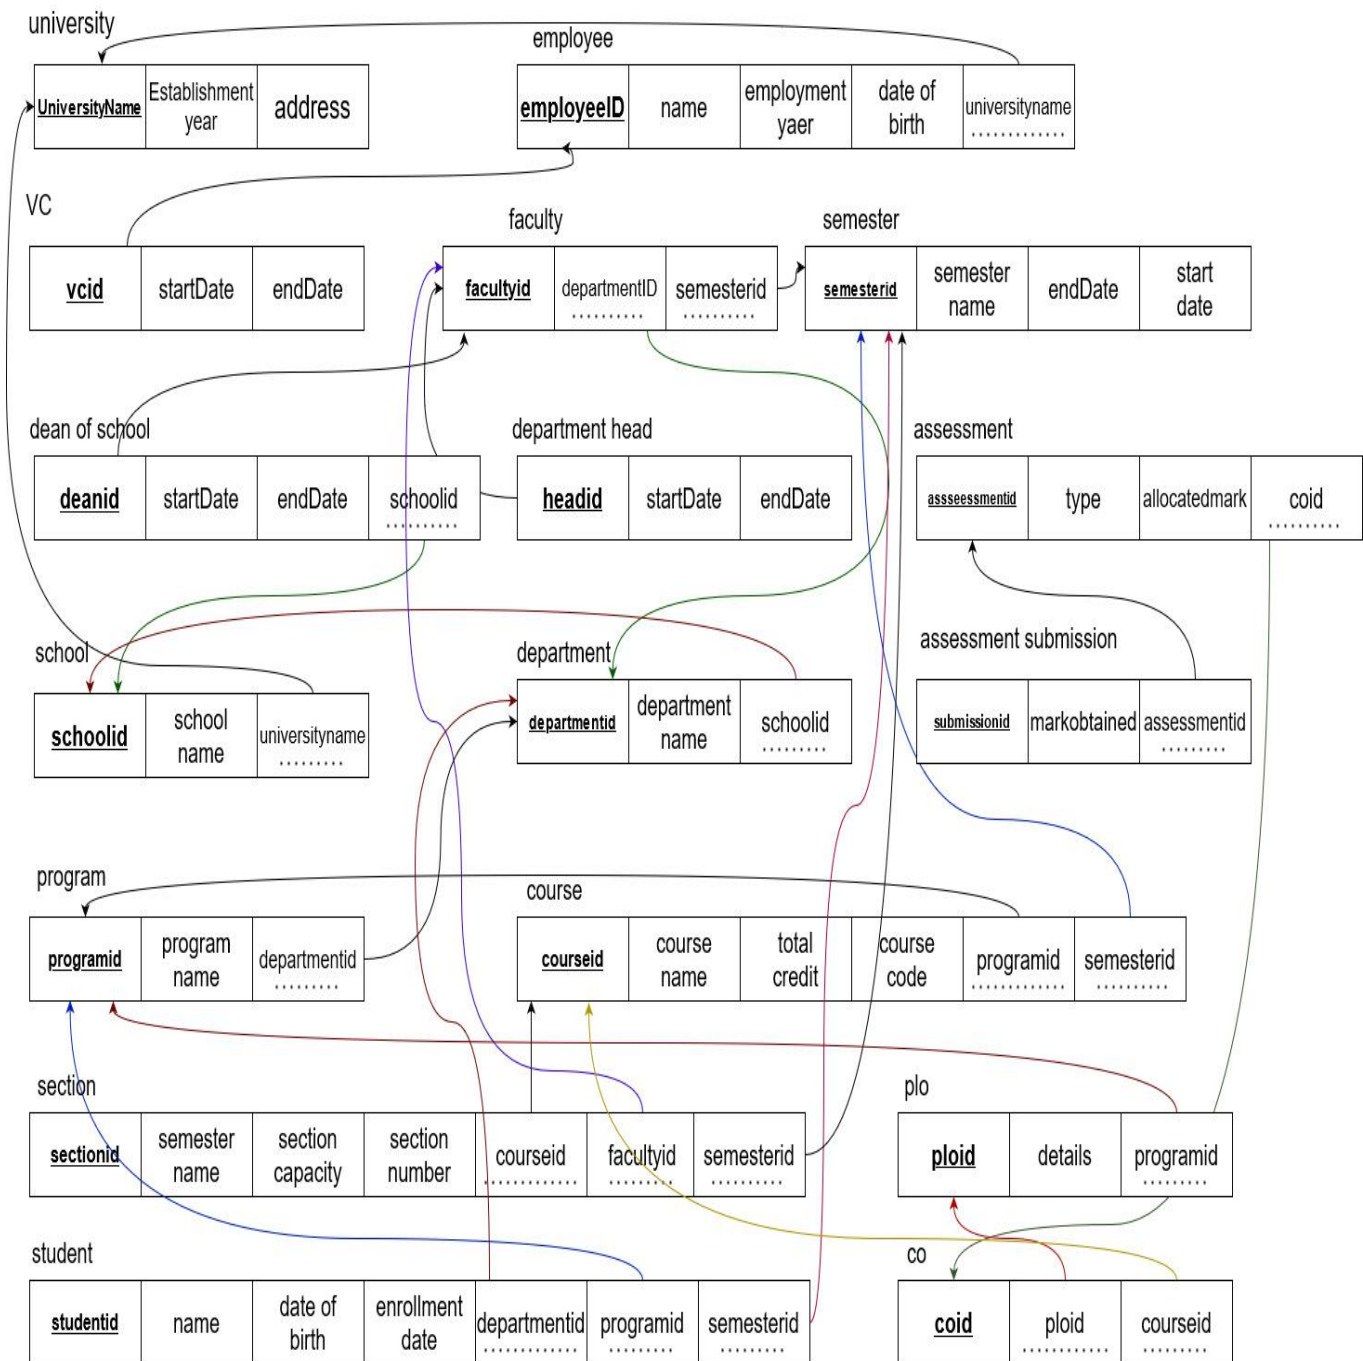 university
employee
UniversityName
Establishment
year
address
employeeID
name
employment
yaer
date of
birth
universityname
VC
faculty
semester
vcid
startDate
endDate
facultyid
departmentID
semesterid
semesterid
semester
name
endDate
start
date
dean of school
department head
assessment
deanid
startDate
endDate
schoolid
headid
startDate
endDate
assseessmentid
type
allocatedmark
coid
school
department
assessment submission
schoolid
school
name
universityname
departmentid
department
name
schoolid
submissionid
markobtained
assessmentid
program
course
programid
program
name
departmentid
courseid
course
name
total
credit
course
code
programid
semesterid
section
plo
sectionid
semester
name
section
capacity
section
number
courseid
facultyid
semesterid
ploid
details
programid
student
co
studentid
name
date of
birth
enrollment
date
departmentid
programid
semesterid
coid
ploid
courseid